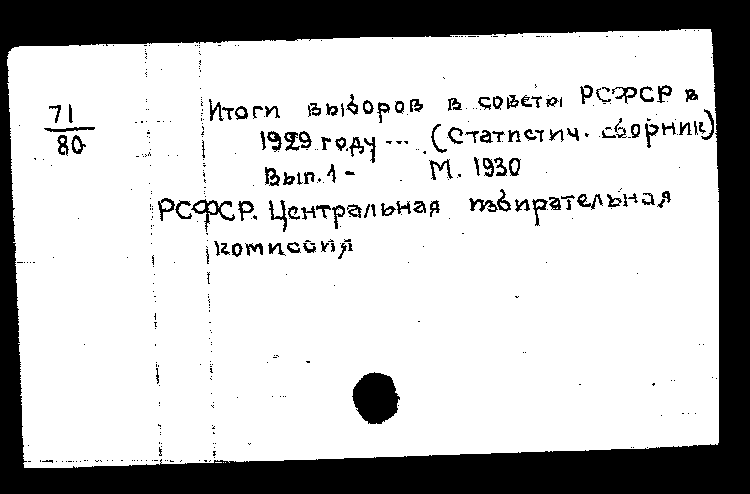 71
80
Итоги выборов в советы РСФСР в
1929 году ... (Статистич. сборник)
Вып. 1- М. 1930
РСФСР. Центральная избирательная
комиссия